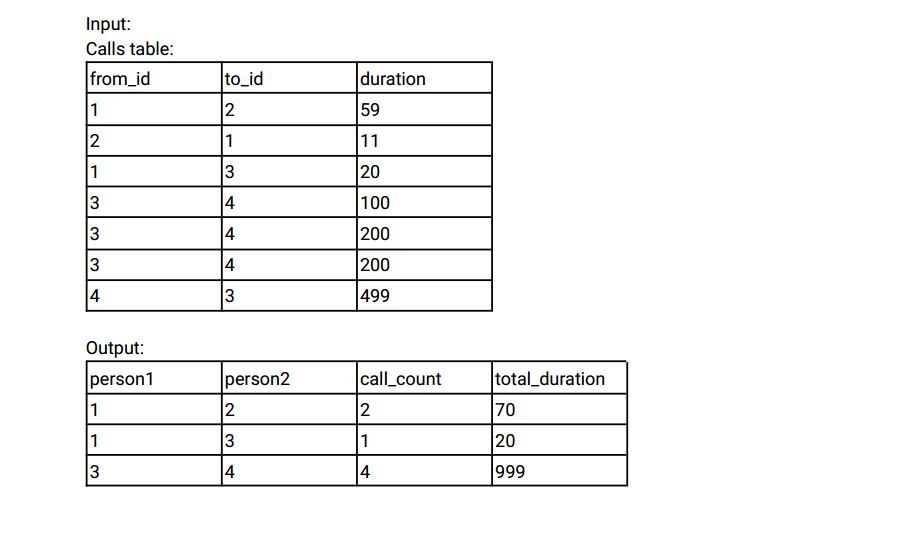 Input:
Calls table:
from_id to_id duration
1 2 59
2 1 11
1 3 20
3 4 100
3 4 200
3 4 200
4 3 499
Output:
person1 person2 call_count total_duration
1 2 2 70
1 3 1 20
3 4 4 999